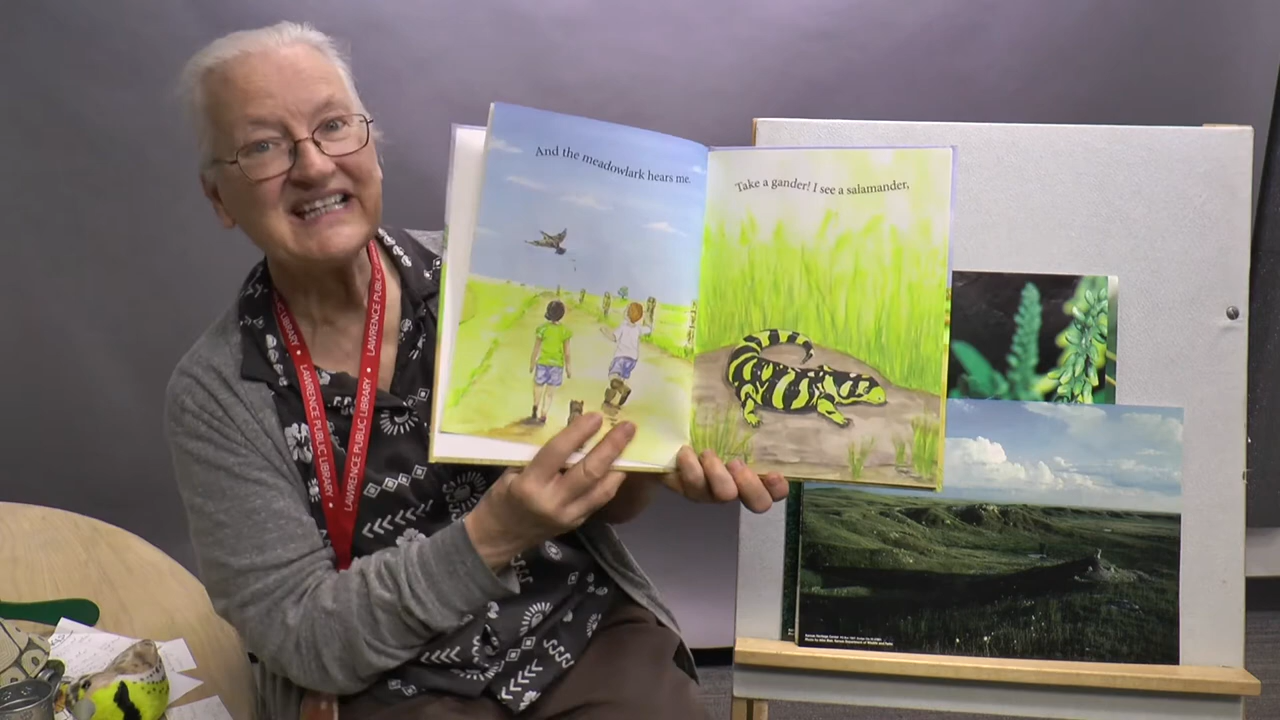 And the meadowlark hears me.
Take a gander! I see a salamander,
LAWRENCE PUBLIC LIBRARY • LAWRENCE PUBLIC LIBRARY